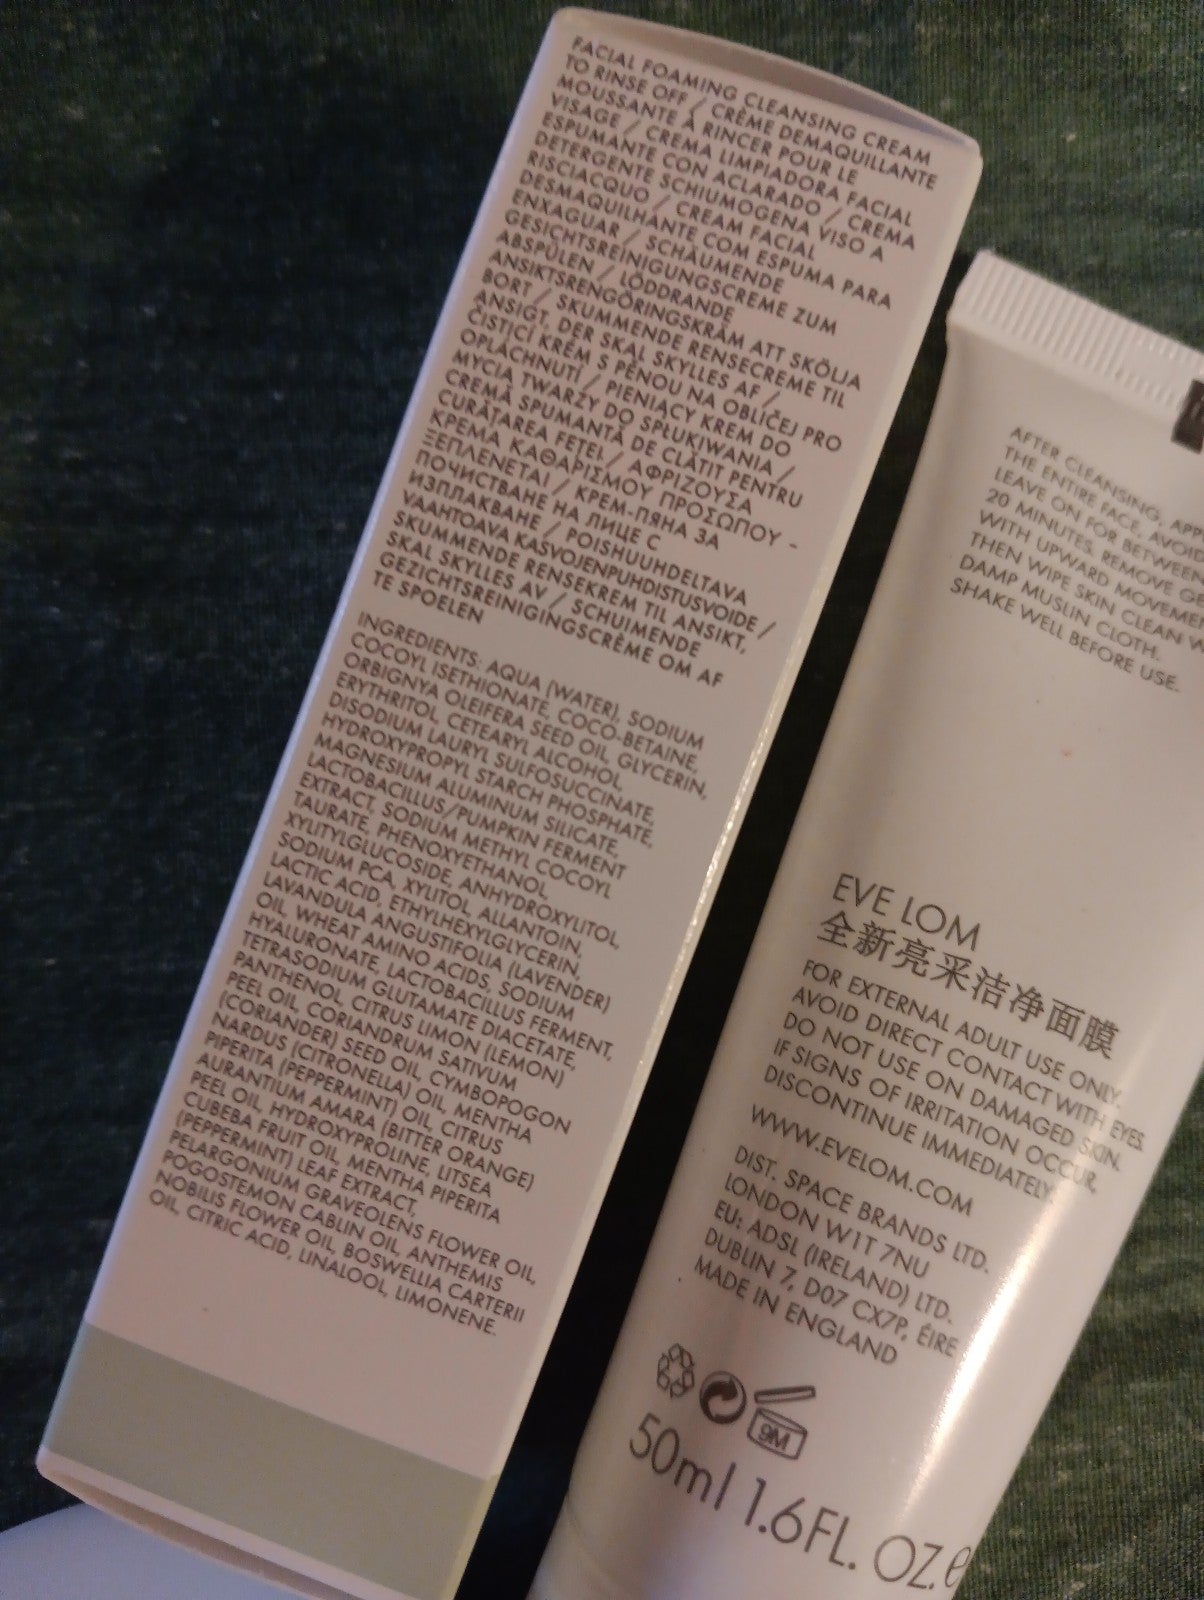 FACIAL FOAMING CLEANSING CREAM
TO RINSE OFF / CRÈME DEMAQUILLANTE
MOUSSANTE À RINCER POUR LE
VISAGE / CREMA LIMPIADORA FACIAL
ESPUMANTE CON ACLARADO / CREMA
DETERGENTE SCHIUMOGENA VISO A
RISCIACQUO / CREAM FACIAL
DESMAQUILHANTE COM ESPUMA PARA
ENXAGUAR / SCHÄUMENDE
GESICHTSREINIGUNGSCREME ZUM
ABSPÜLEN / LÖDDRANDE
ANSIKTSRENGÖRINGSKRÄM ATT SKÖLJA
BORT / SKUMMENDE RENSECREME TIL
ANSIGT, DER SKAL SKYLLES AF /
ČISTICÍ KRÉM S PĚNOU NA OBLIČEJ PRO
OPLÁCHNUTÍ / PIENIĄCY KREM DO
MYCIA TWARZY DO SPŁUKIWANIA /
CREMĂ SPUMANTĂ DE CLĂTIT PENTRU
CURĂȚAREA FEȚEI / ΑΦΡΙΖΟΥΣΑ
ΚΡΕΜΑ ΚΑΘΑΡΙΣΜΟΥ ΠΡΟΣΩΠΟΥ -
ΞΕΠΛΕΝΕΤΑΙ / КРЕМ-ПЯНА ЗА
ПОЧИСТВАНЕ НА ЛИЦЕ С
ИЗПЛАКВАНЕ / POISHUUHDELTAVA
VAAHTOAVA KASVOJENPUHDISTUSVOIDE /
SKUMMENDE RENSEKREM TIL ANSIKT,
SKAL SKYLLES AV / SCHUIMENDE
GEZICHTSREINIGINGSCRÈME OM AF
TE SPOELEN
INGREDIENTS: AQUA (WATER), SODIUM
COCOYL ISETHIONATE, COCO-BETAINE,
ORBIGNYA OLEIFERA SEED OIL, GLYCERIN,
ERYTHRITOL, CETEARYL ALCOHOL,
DISODIUM LAURYL SULFOSUCCINATE,
HYDROXYPROPYL STARCH PHOSPHATE,
MAGNESIUM ALUMINUM SILICATE,
LACTOBACILLUS/PUMPKIN FERMENT
EXTRACT, SODIUM METHYL COCOYL
TAURATE, PHENOXYETHANOL,
XYLITYLGLUCOSIDE, ANHYDROXYLITOL,
SODIUM PCA, XYLITOL, ALLANTOIN,
LACTIC ACID, ETHYLHEXYLGLYCERIN,
LAVANDULA ANGUSTIFOLIA (LAVENDER)
OIL, WHEAT AMINO ACIDS, SODIUM
HYALURONATE, LACTOBACILLUS FERMENT,
TETRASODIUM GLUTAMATE DIACETATE,
PANTHENOL, CITRUS LIMON (LEMON)
PEEL OIL, CORIANDRUM SATIVUM
(CORIANDER) SEED OIL, CYMBOPOGON
NARDUS (CITRONELLA) OIL, MENTHA
PIPERITA (PEPPERMINT) OIL, CITRUS
AURANTIUM AMARA (BITTER ORANGE)
PEEL OIL, HYDROXYPROLINE, LITSEA
CUBEBA FRUIT OIL, MENTHA PIPERITA
(PEPPERMINT) LEAF EXTRACT,
PELARGONIUM GRAVEOLENS FLOWER OIL,
POGOSTEMON CABLIN OIL, ANTHEMIS
NOBILIS FLOWER OIL, BOSWELLIA CARTERII
OIL, CITRIC ACID, LINALOOL, LIMONENE.
AFTER CLEANSING,
THE ENTIRE FACE, AVOID
LEAVE ON FOR BETWEEN
20 MINUTES. REMOVE
WITH UPWARD
THEN WIPE SKIN CLEAN
DAMP MUSLIN CLOTH.
SHAKE WELL BEFORE USE.
EVE LOM
全新亮采洁净面膜
FOR EXTERNAL ADULT USE ONLY.
AVOID DIRECT CONTACT WITH EYES.
DO NOT USE ON DAMAGED SKIN.
IF SIGNS OF IRRITATION OCCUR,
DISCONTINUE IMMEDIATELY.
WWW.EVELOM.COM
DIST. SPACE BRANDS LTD.
LONDON W1T 7NU
EU: ADSL (IRELAND) LTD.
DUBLIN 7, D07 CX7P, ÉIRE
MADE IN ENGLAND
9M
50ml 1.6FL. OZ. e